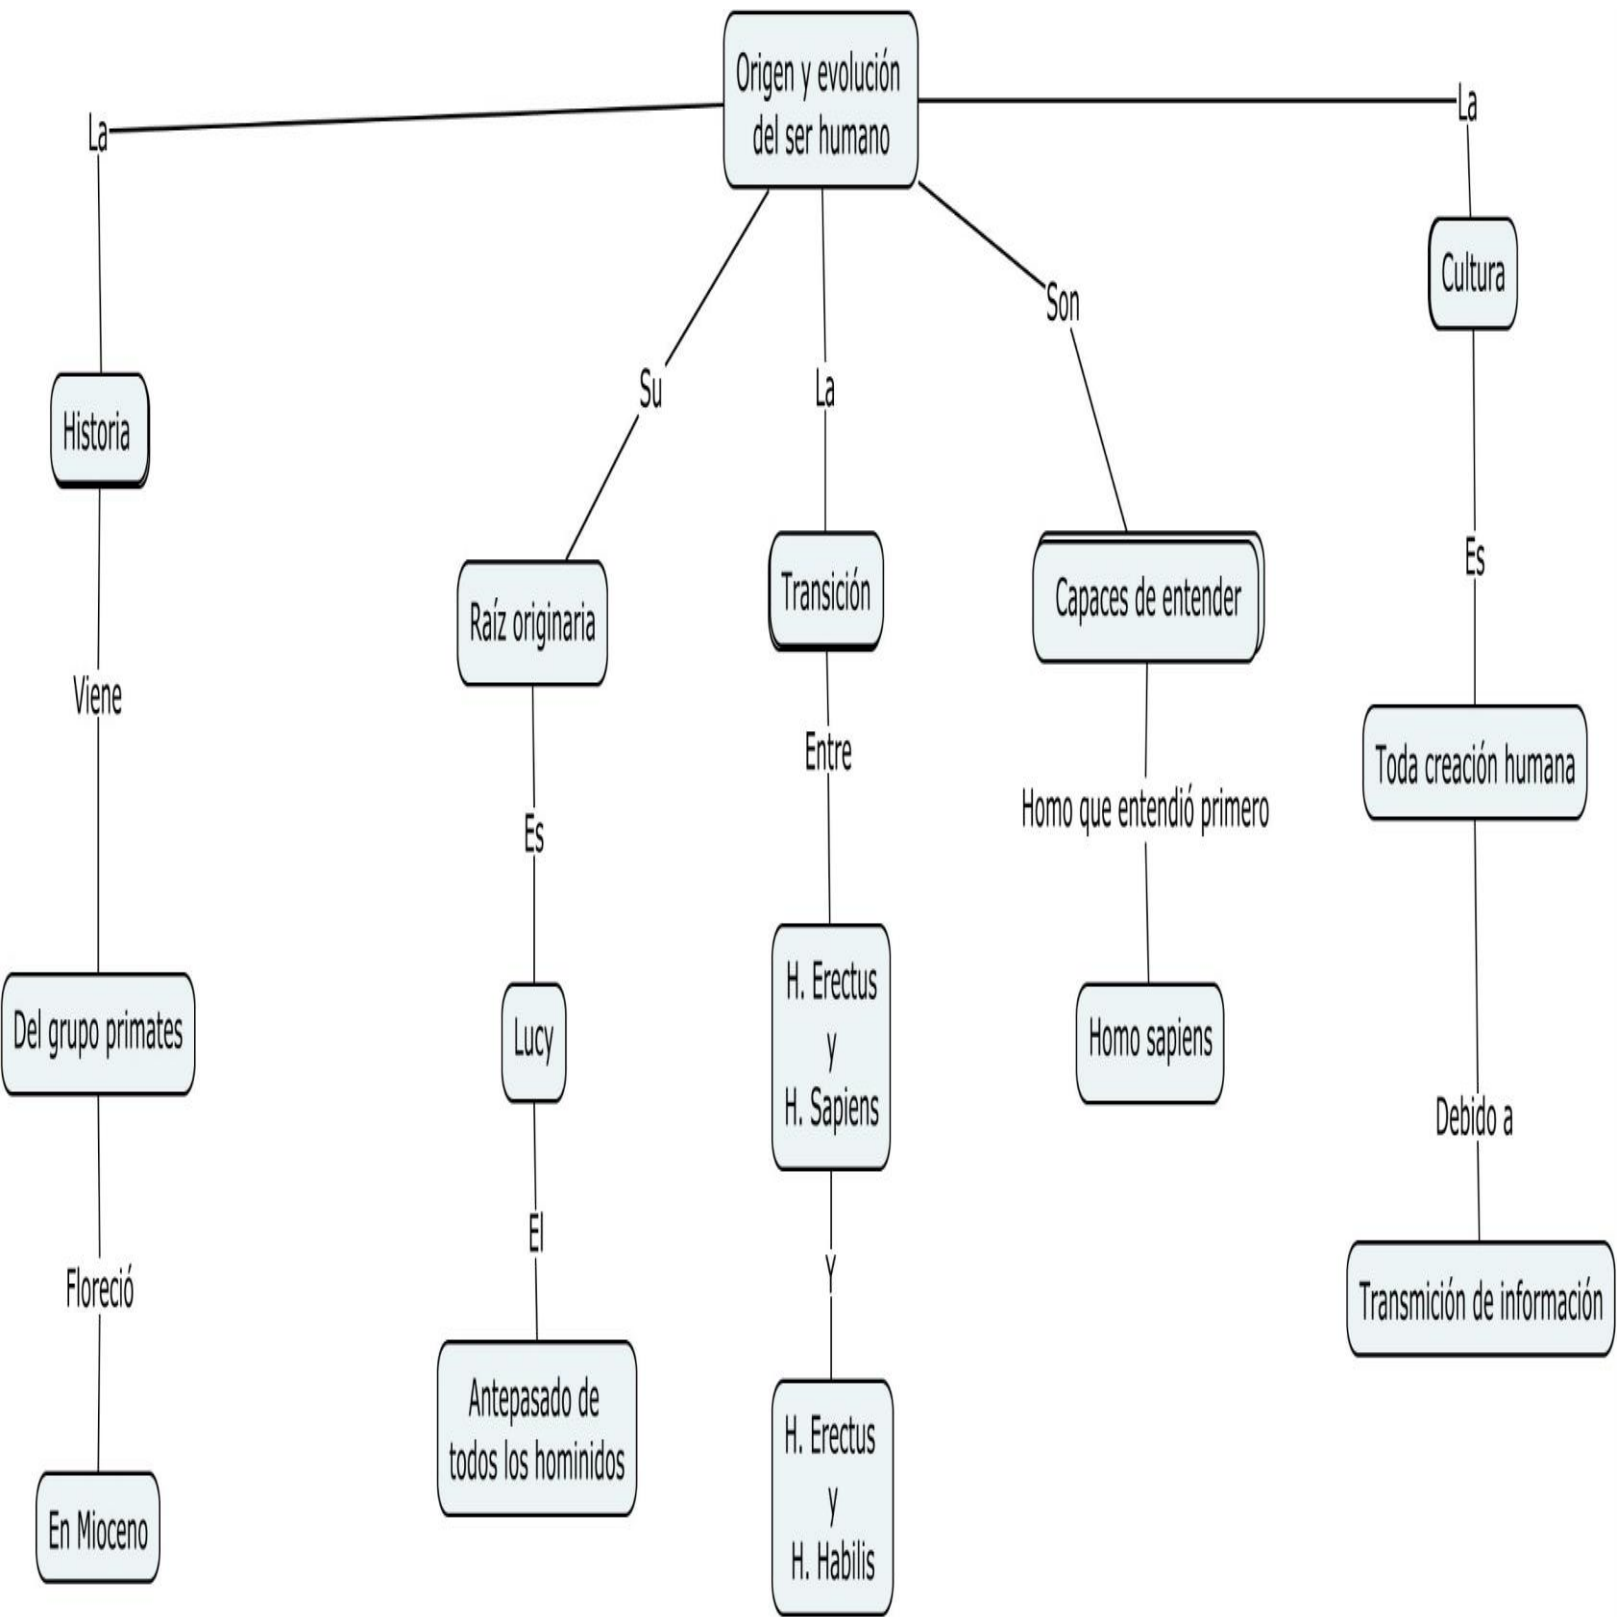 Origen y evolución
del ser humano
La
Historia
Viene
Del grupo primates
Floreció
En Mioceno
Su
Raíz originaria
Es
Lucy
El
Antepasado de
todos los hominidos
La
Transición
Entre
H. Erectus
y
H. Sapiens
Y
H. Erectus
y
H. Habilis
Son
Capaces de entender
Homo que entendió primero
Homo sapiens
La
Cultura
Es
Toda creación humana
Debido a
Transmición de información